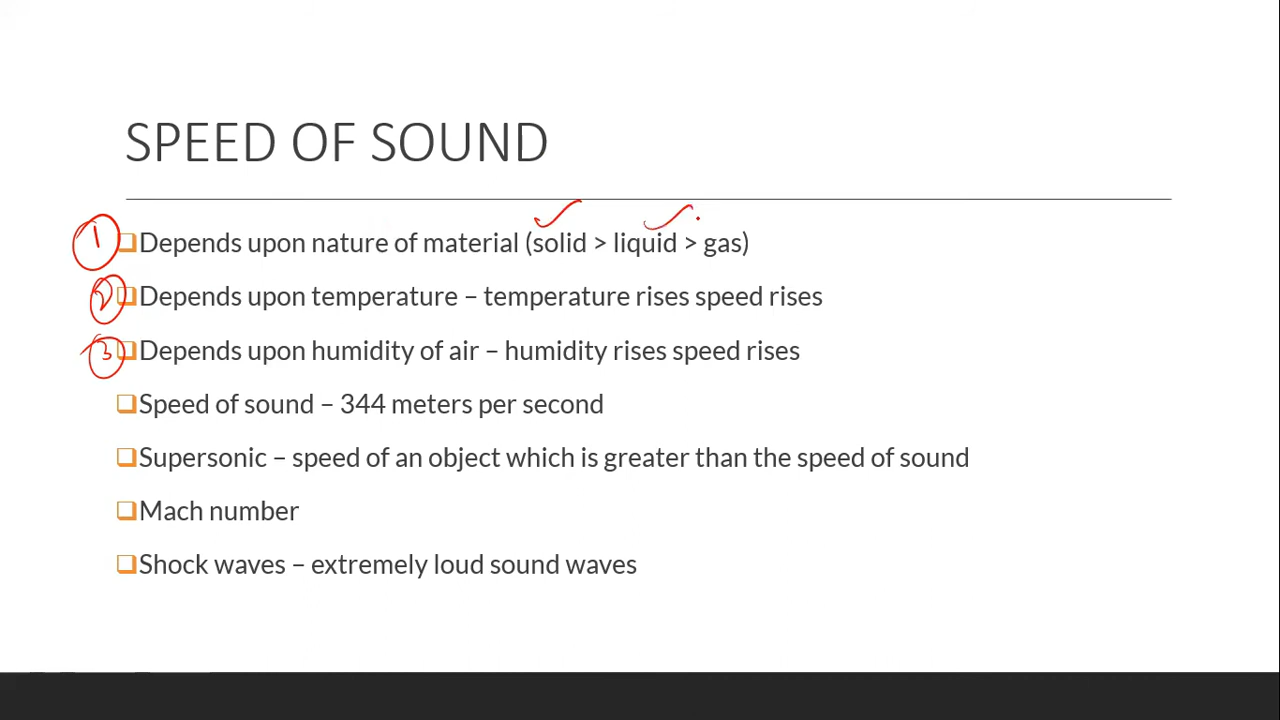 SPEED OF SOUND
1 Depends upon nature of material (solid > liquid > gas)
2 Depends upon temperature – temperature rises speed rises
3 Depends upon humidity of air – humidity rises speed rises
Speed of sound – 344 meters per second
Supersonic – speed of an object which is greater than the speed of sound
Mach number
Shock waves – extremely loud sound waves